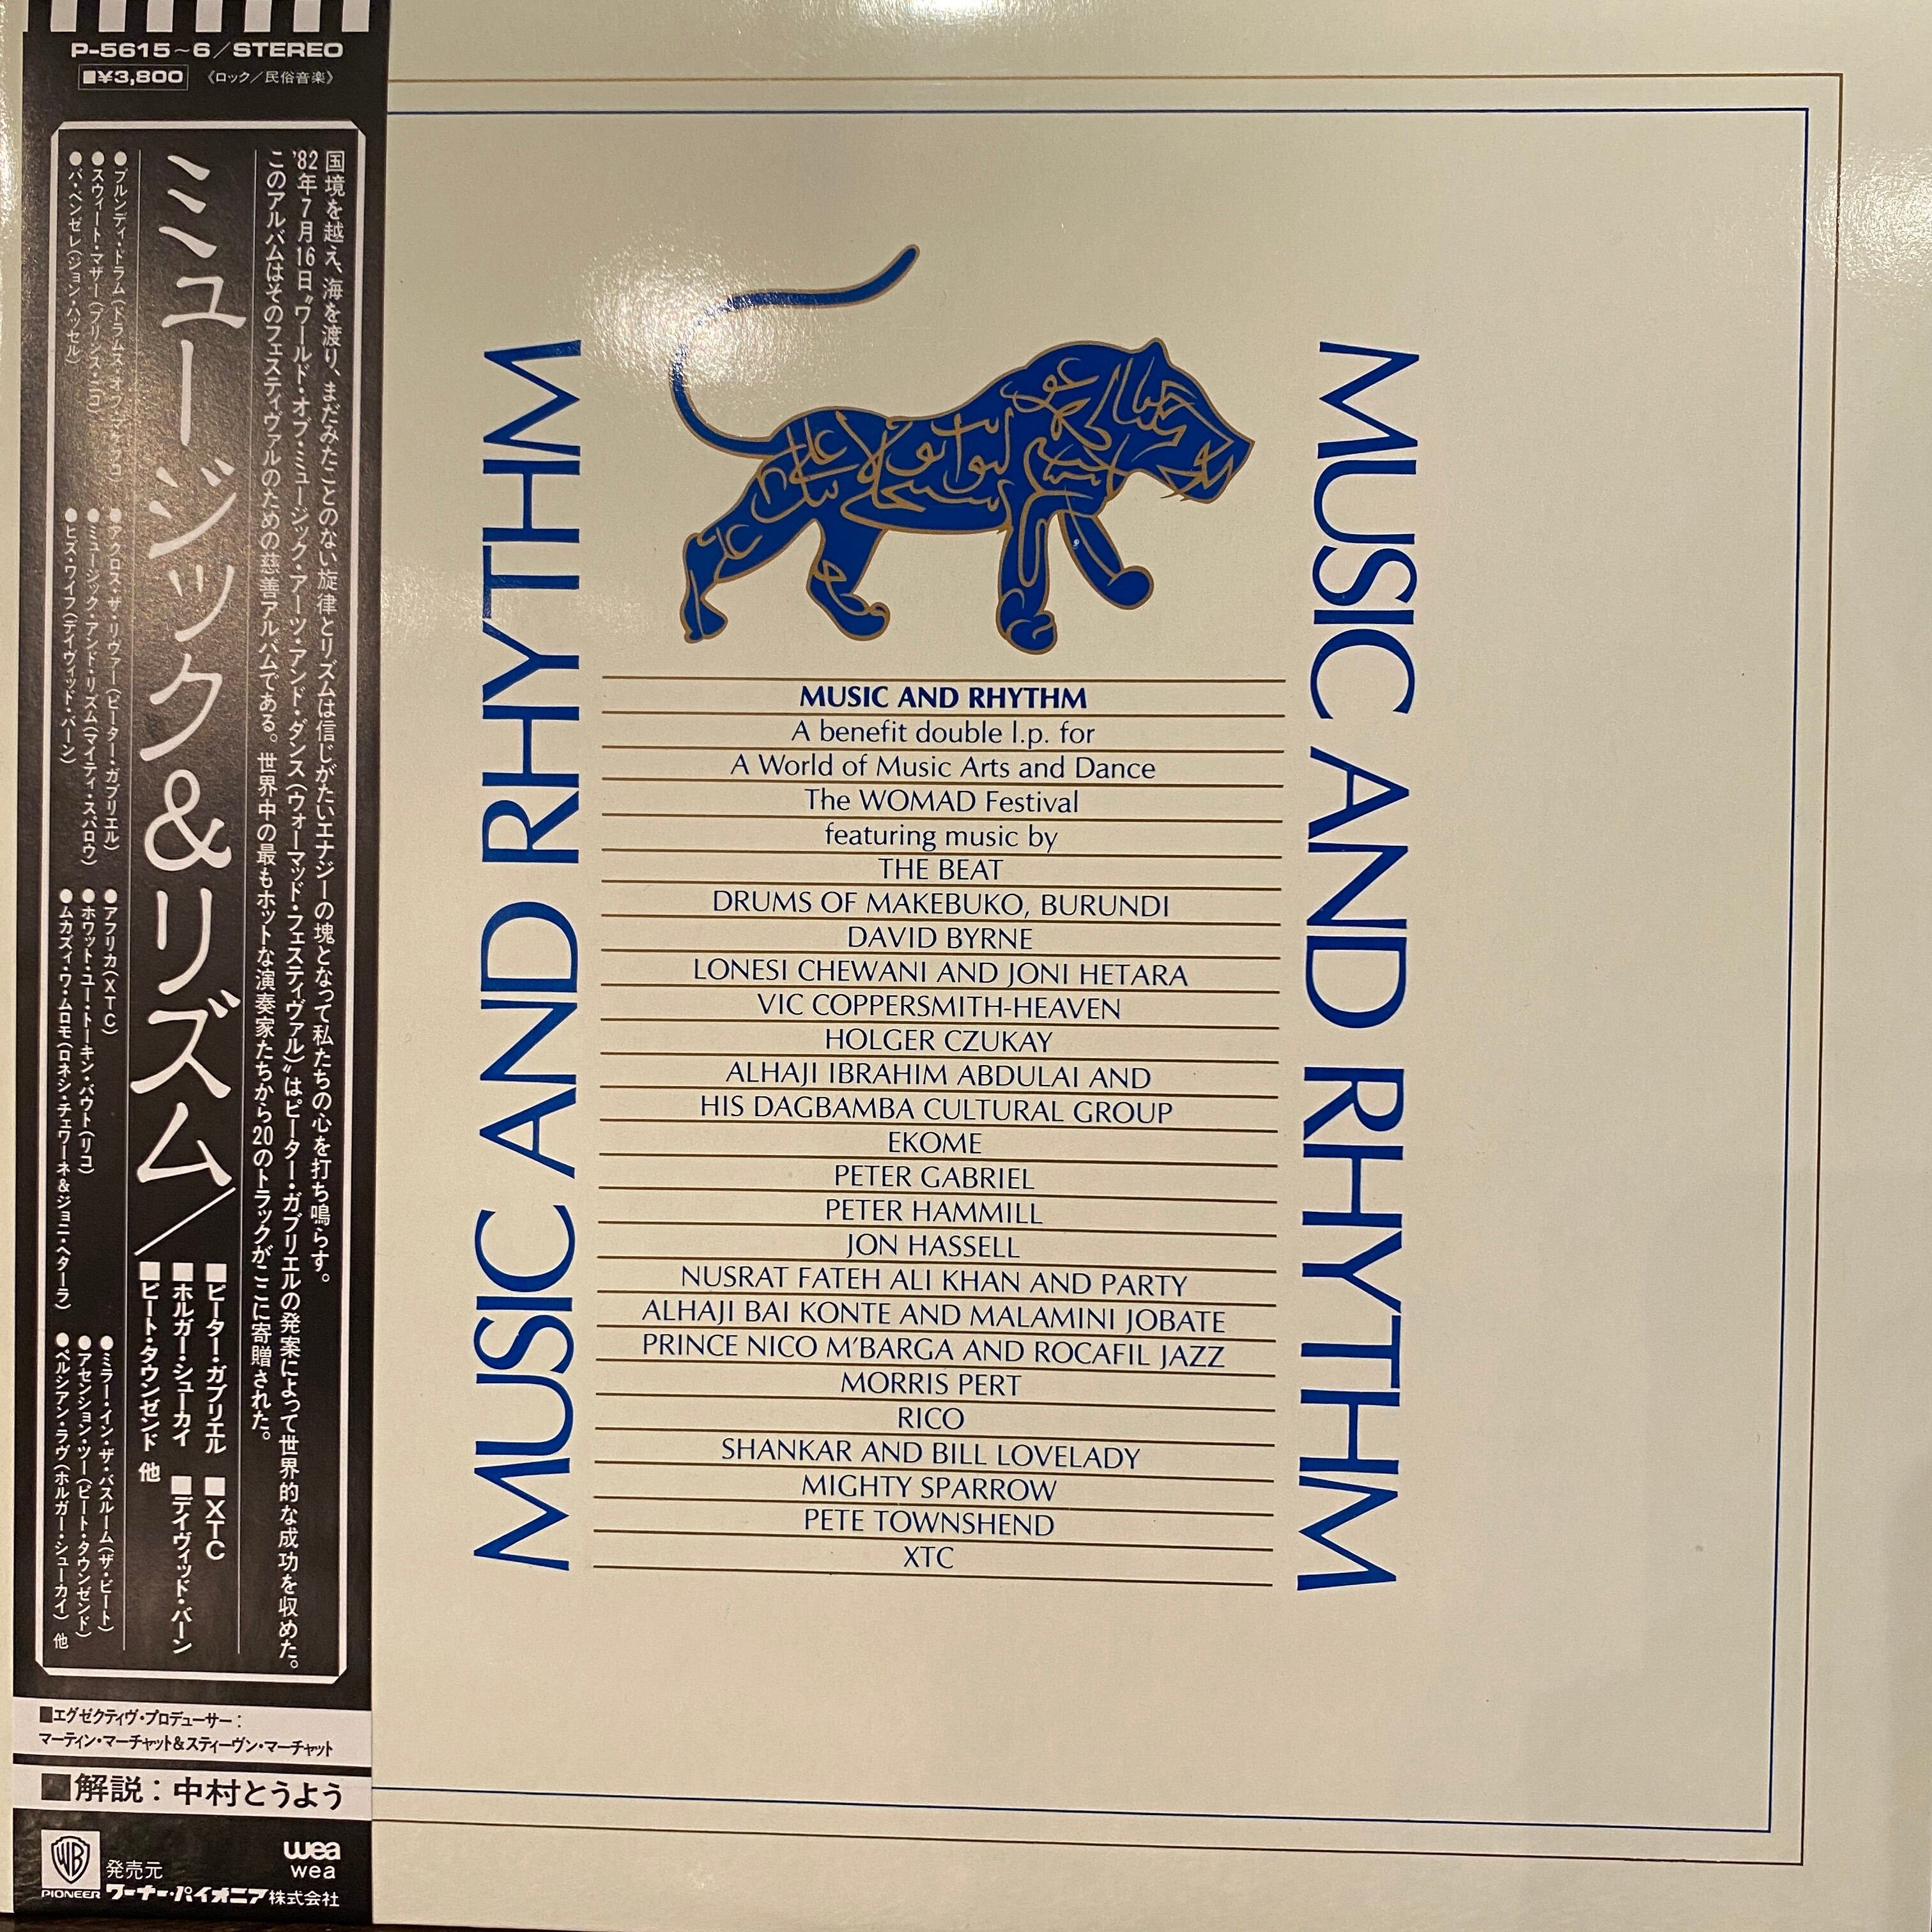 P-5615~6/STEREO
■¥3,800 《ロック/民俗音楽》
国境を越え、海を渡り、まだみたことのない旋律とリズムは信じがたいエナジーの塊となって私たちの心を打ち鳴らす。
'82年7月16日〝ワールド・オブ・ミュージック・アーツ・アンド・ダンス(ウォーマッド・フェスティヴァル)〟はピーター・ガブリエルの発案によって世界的な成功を収めた。
このアルバムはそのフェスティヴァルのための慈善アルバムである。世界中の最もホットな演奏家たちから20のトラックがここに寄贈された。
ミュージック&リズム/
■ピーター・ガブリエル ■XTC
■ホルガー・シューカイ ■デイヴィッド・バーン
■ピート・タウンゼンド 他
●ブルンディ・ドラム(ドラムス・オブ・マケブコ)
●スウィート・マザー(プリンス・ニコ)
●バ・ベンゼレ(ジョン・ハッセル)
●アクロス・ザ・リヴァー(ピーター・ガブリエル)
●ミュージック・アンド・リズム(マイティ・スパロウ)
●ヒズ・ワイフ(デイヴィッド・バーン)
●アフリカ(XTC)
●ホワット・ユー・トーキン・バウト(リコ)
●ムカズィ・ワ・ムロモ(ロネシ・チェワーネ&ジョニ・ヘターラ)
●ミラー・イン・ザ・バスルーム(ザ・ビート)
●アセンション・ツー(ピート・タウンゼンド)
●ペルシアン・ラヴ(ホルガー・シューカイ) 他
■エグゼクティヴ・プロデューサー:
マーティン・マーチャット&スティーヴン・マーチャット
■解説:中村とうよう
WB
PIONEER
発売元
ワーナー・パイオニア株式会社
wea
wea
MUSIC AND RHYTHM
MUSIC AND RHYTHM
A benefit double l.p. for
A World of Music Arts and Dance
The WOMAD Festival
featuring music by
THE BEAT
DRUMS OF MAKEBUKO, BURUNDI
DAVID BYRNE
LONESI CHEWANI AND JONI HETARA
VIC COPPERSMITH-HEAVEN
HOLGER CZUKAY
ALHAJI IBRAHIM ABDULAI AND
HIS DAGBAMBA CULTURAL GROUP
EKOME
PETER GABRIEL
PETER HAMMILL
JON HASSELL
NUSRAT FATEH ALI KHAN AND PARTY
ALHAJI BAI KONTE AND MALAMINI JOBATE
PRINCE NICO M'BARGA AND ROCAFIL JAZZ
MORRIS PERT
RICO
SHANKAR AND BILL LOVELADY
MIGHTY SPARROW
PETE TOWNSHEND
XTC
MUSIC AND RHYTHM